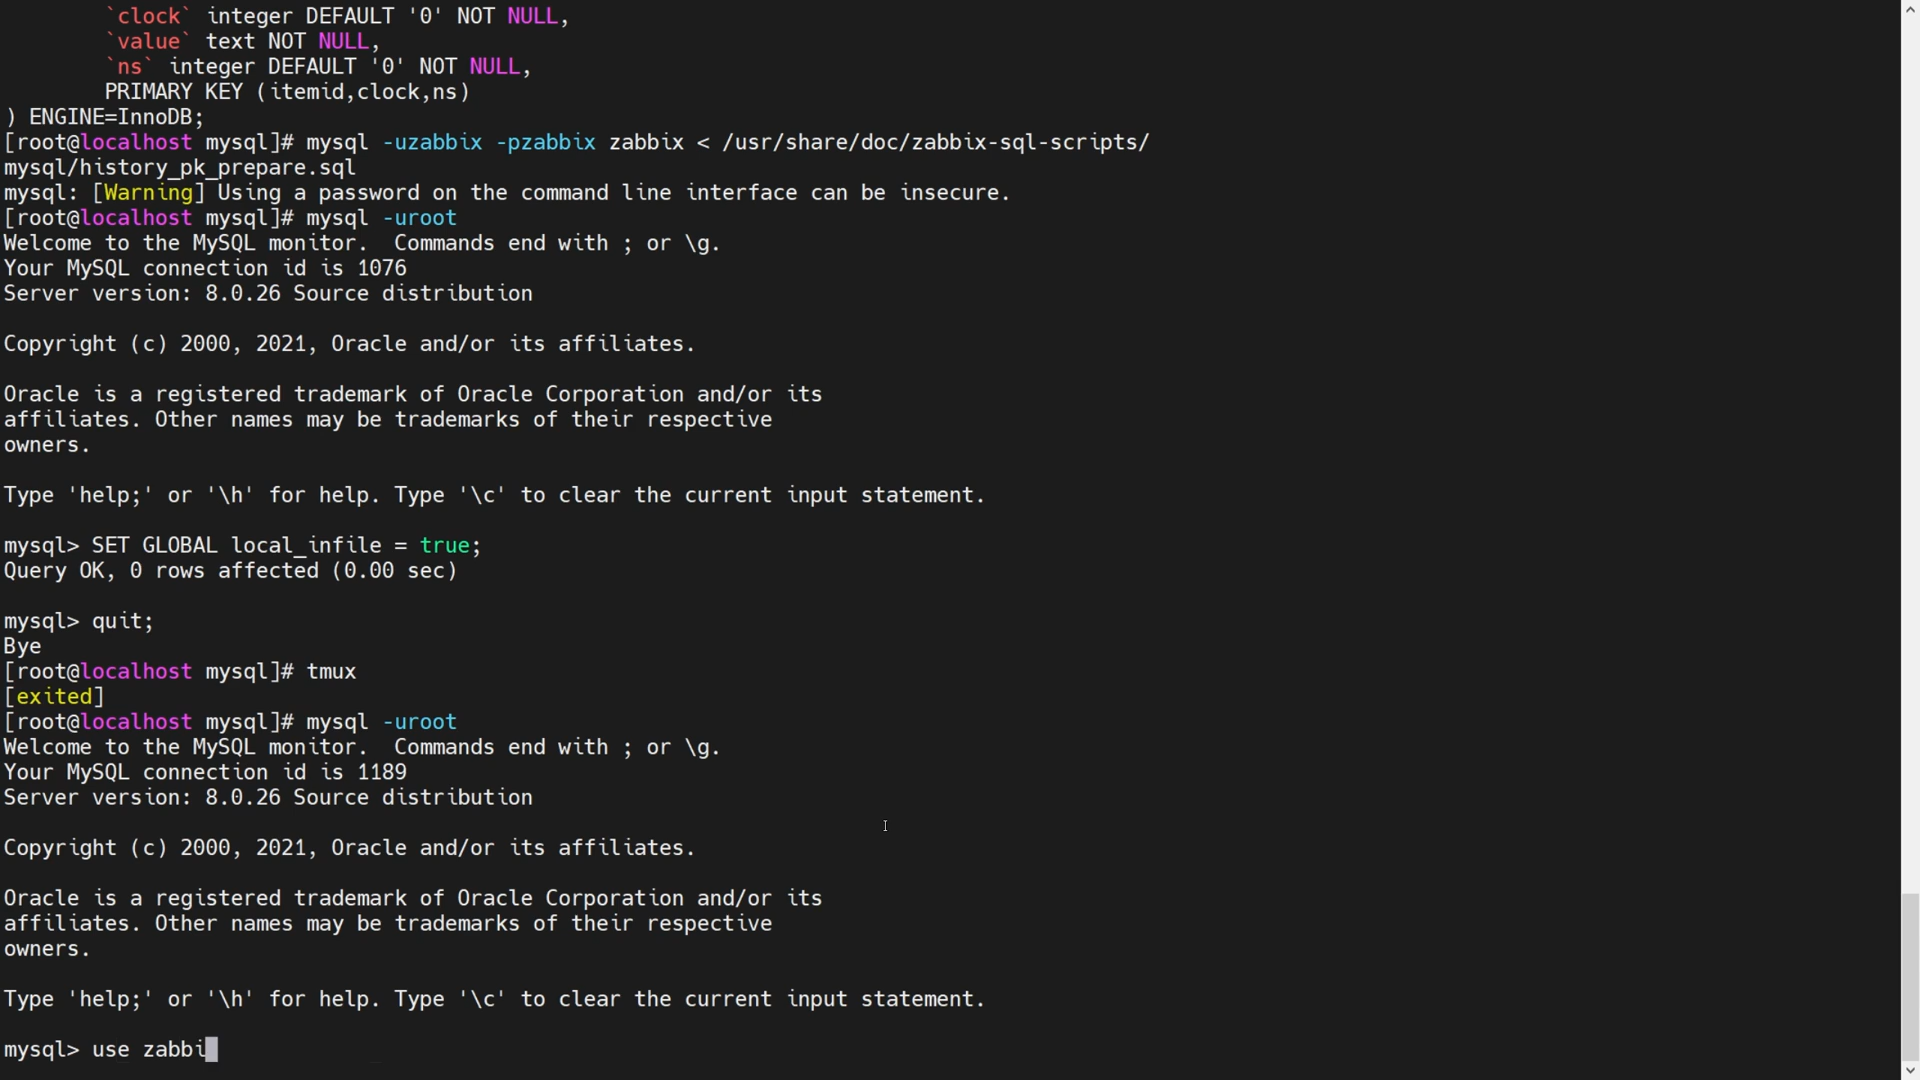 `clock` integer DEFAULT '0' NOT NULL,
`value` text NOT NULL,
`ns` integer DEFAULT '0' NOT NULL,
PRIMARY KEY (itemid,clock,ns)
) ENGINE=InnoDB;
[root@localhost mysql]# mysql -uzabbix -pzabbix zabbix < /usr/share/doc/zabbix-sql-scripts/
mysql/history_pk_prepare.sql
mysql: [Warning] Using a password on the command line interface can be insecure.
[root@localhost mysql]# mysql -uroot
Welcome to the MySQL monitor.  Commands end with ; or \g.
Your MySQL connection id is 1076
Server version: 8.0.26 Source distribution
Copyright (c) 2000, 2021, Oracle and/or its affiliates.
Oracle is a registered trademark of Oracle Corporation and/or its
affiliates. Other names may be trademarks of their respective
owners.
Type 'help;' or '\h' for help. Type '\c' to clear the current input statement.
mysql> SET GLOBAL local_infile = true;
Query OK, 0 rows affected (0.00 sec)
mysql> quit;
Bye
[root@localhost mysql]# tmux
[exited]
[root@localhost mysql]# mysql -uroot
Welcome to the MySQL monitor.  Commands end with ; or \g.
Your MySQL connection id is 1189
Server version: 8.0.26 Source distribution
Copyright (c) 2000, 2021, Oracle and/or its affiliates.
Oracle is a registered trademark of Oracle Corporation and/or its
affiliates. Other names may be trademarks of their respective
owners.
Type 'help;' or '\h' for help. Type '\c' to clear the current input statement.
mysql> use zabbi